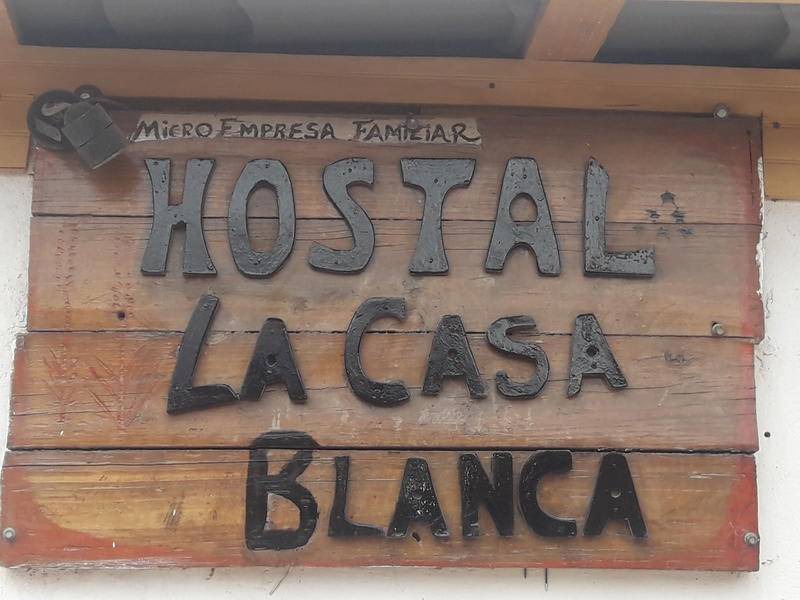 MICRO EMPRESA FAMILIAR
HOSTAL
LA CASA
BLANCA